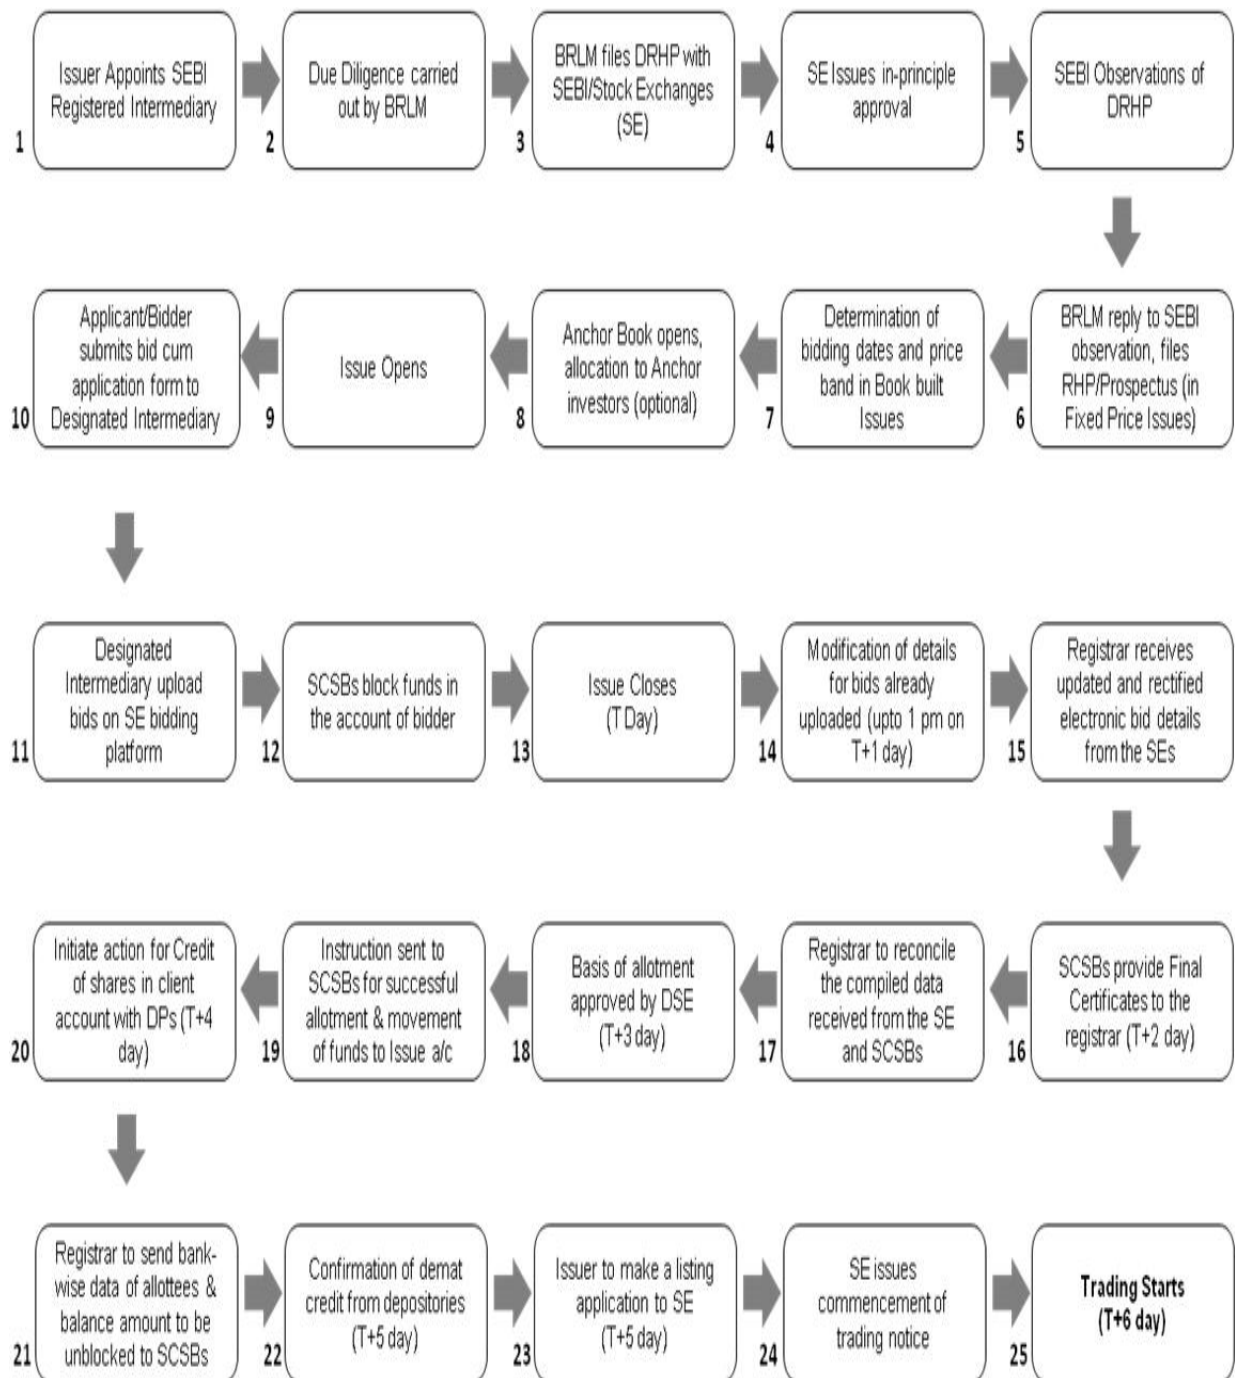 1
Issuer Appoints SEBI
Registered Intermediary
2
Due Diligence carried
out by BRLM
3
BRLM files DRHP with
SEBI/Stock Exchanges
(SE)
4
SE Issues in-principle
approval
5
SEBI Observations of
DRHP
6
BRLM reply to SEBI
observation, files
RHP/Prospectus (in
Fixed Price Issues)
7
Determination of
bidding dates and price
band in Book built
Issues
8
Anchor Book opens,
allocation to Anchor
investors (optional)
9
Issue Opens
10
Applicant/Bidder
submits bid cum
application form to
Designated Intermediary
11
Designated
Intermediary upload
bids on SE bidding
platform
12
SCSBs block funds in
the account of bidder
13
Issue Closes
(T Day)
14
Modification of details
for bids already
uploaded (upto 1 pm on
T+1 day)
15
Registrar receives
updated and rectified
electronic bid details
from the SEs
16
SCSBs provide Final
Certificates to the
registrar (T+2 day)
17
Registrar to reconcile
the compiled data
received from the SE
and SCSBs
18
Basis of allotment
approved by DSE
(T+3 day)
19
Instruction sent to
SCSBs for successful
allotment & movement
of funds to Issue a/c
20
Initiate action for Credit
of shares in client
account with DPs (T+4
day)
21
Registrar to send bank-
wise data of allottees &
balance amount to be
unblocked to SCSBs
22
Confirmation of demat
credit from depositories
(T+5 day)
23
Issuer to make a listing
application to SE
(T+5 day)
24
SE issues
commencement of
trading notice
25
Trading Starts
(T+6 day)